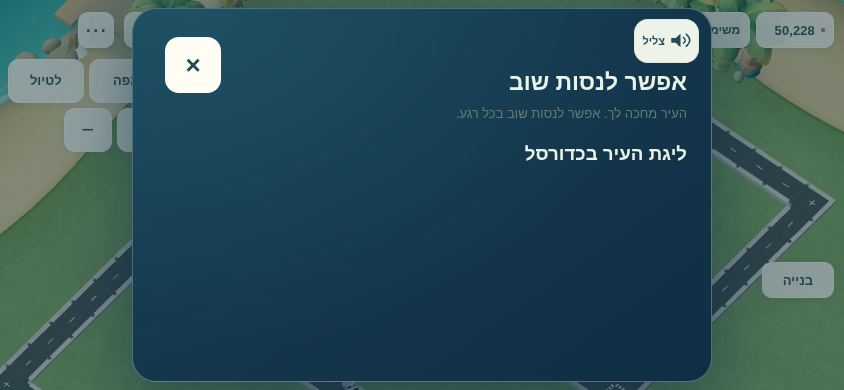 50,228
לטיול
צליל
אפשר לנסות שוב
העיר מחכה לך. אפשר לנסות שוב בכל רגע.
ליגת העיר בכדורסל
בנייה